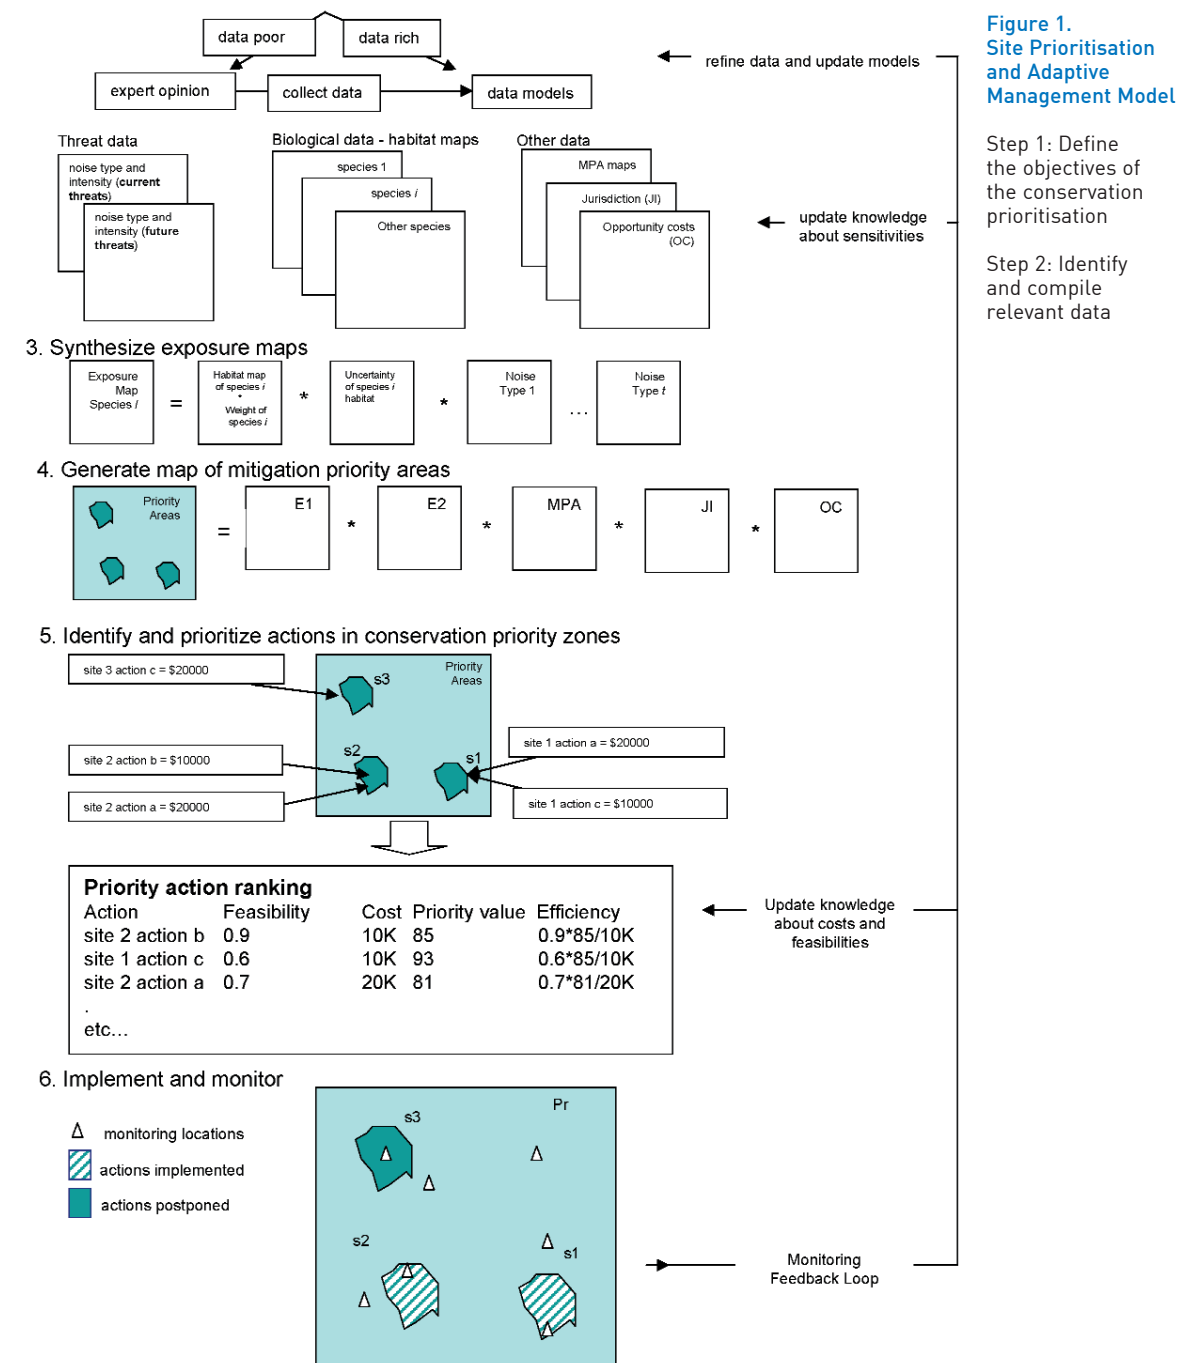 Figure 1.
Site Prioritisation
and Adaptive
Management Model
Step 1: Define
the objectives of
the conservation
prioritisation
Step 2: Identify
and compile
relevant data
data poor
data rich
expert opinion
collect data
data models
refine data and update models
Threat data
noise type and
intensity (current
threats)
noise type and
intensity (future
threats)
Biological data - habitat maps
species 1
species i
Other species
Other data
MPA maps
Jurisdiction (JI)
Opportunity costs
(OC)
update knowledge
about sensitivities
3. Synthesize exposure maps
Exposure
Map
Species I
=
Habitat map
of species i
*
Weight of
species i
*
Uncertainty
of species i
habitat
*
Noise
Type 1
...
Noise
Type t
4. Generate map of mitigation priority areas
Priority
Areas
=
E1
*
E2
*
MPA
*
JI
*
OC
5. Identify and prioritize actions in conservation priority zones
site 3 action c = $20000
site 2 action b = $10000
site 2 action a = $20000
Priority
Areas
s3
s2
s1
site 1 action a = $20000
site 1 action c = $10000
Priority action ranking
Action Feasibility Cost Priority value Efficiency
site 2 action b 0.9 10K 85 0.9*85/10K
site 1 action c 0.6 10K 93 0.6*85/10K
site 2 action a 0.7 20K 81 0.7*81/20K
.
etc...
Update knowledge
about costs and
feasibilities
6. Implement and monitor
monitoring locations
actions implemented
actions postponed
Pr
s3
s2
s1
Monitoring
Feedback Loop